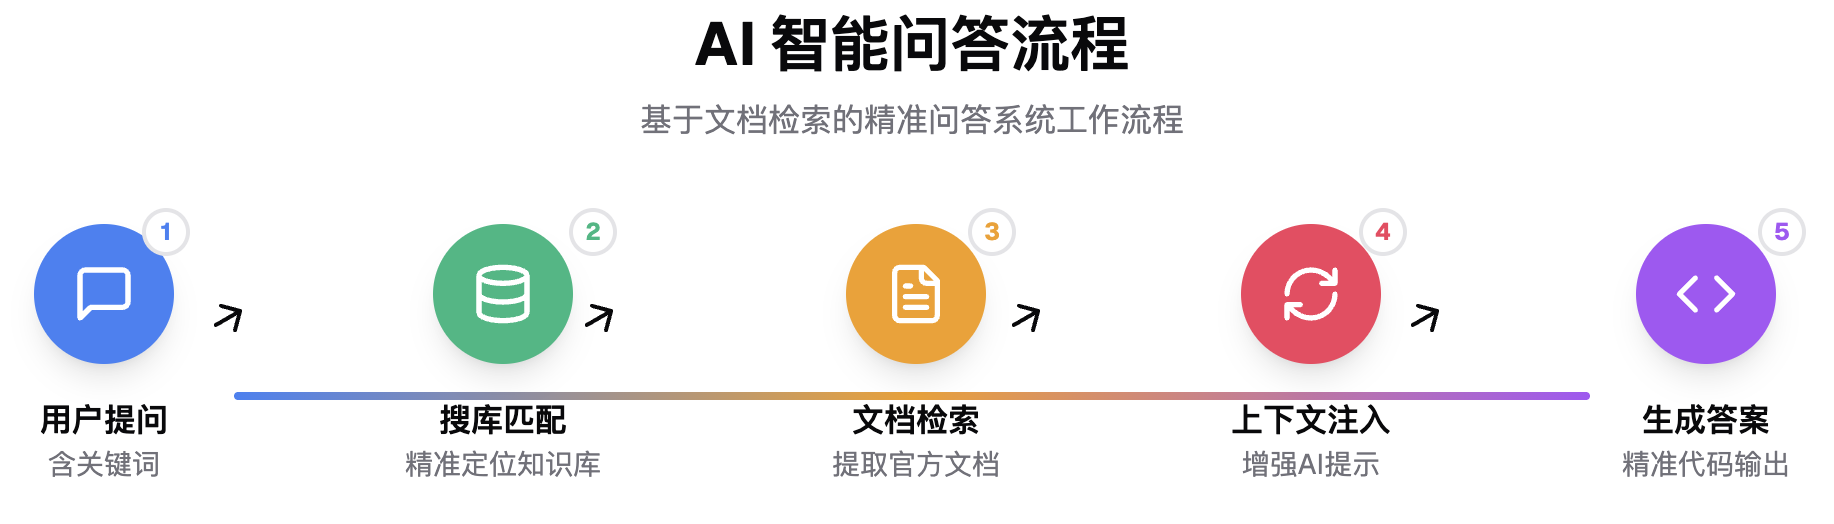 AI 智能问答流程
基于文档检索的精准问答系统工作流程
1
2
3
4
5
用户提问
搜库匹配
文档检索
上下文注入
生成答案
含关键词
精准定位知识库
提取官方文档
增强AI提示
精准代码输出